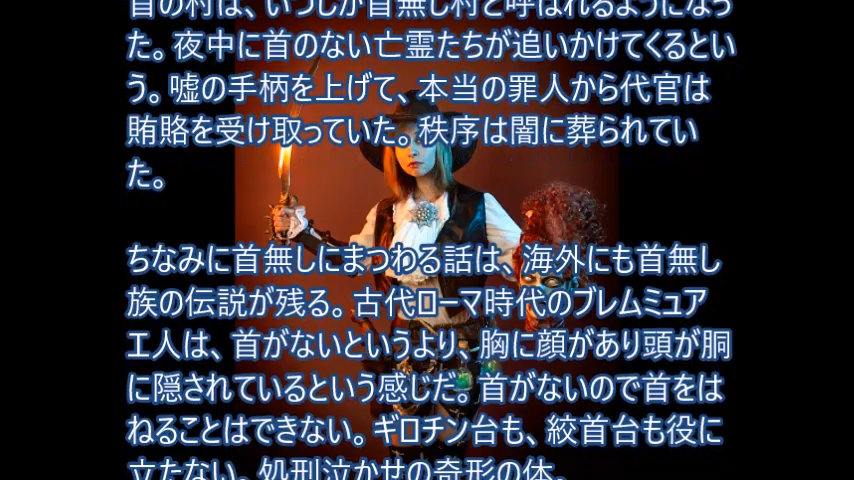 首の村は、いつしか首無し村と呼ばれるようになっ
た。夜中に首のない亡霊たちが追いかけてくるとい
う。嘘の手柄を上げて、本当の罪人から代官は
賄賂を受け取っていた。秩序は闇に葬られてい
た。
ちなみに首無しにまつわる話は、海外にも首無し
族の伝説が残る。古代ローマ時代のブレムミュア
エ人は、首がないというより、胸に顔があり頭が胴
に隠されているという感じだ。首がないので首をは
ねることはできない。ギロチン台も、絞首台も役に
立たない。処刑泣かせの奇形の体。